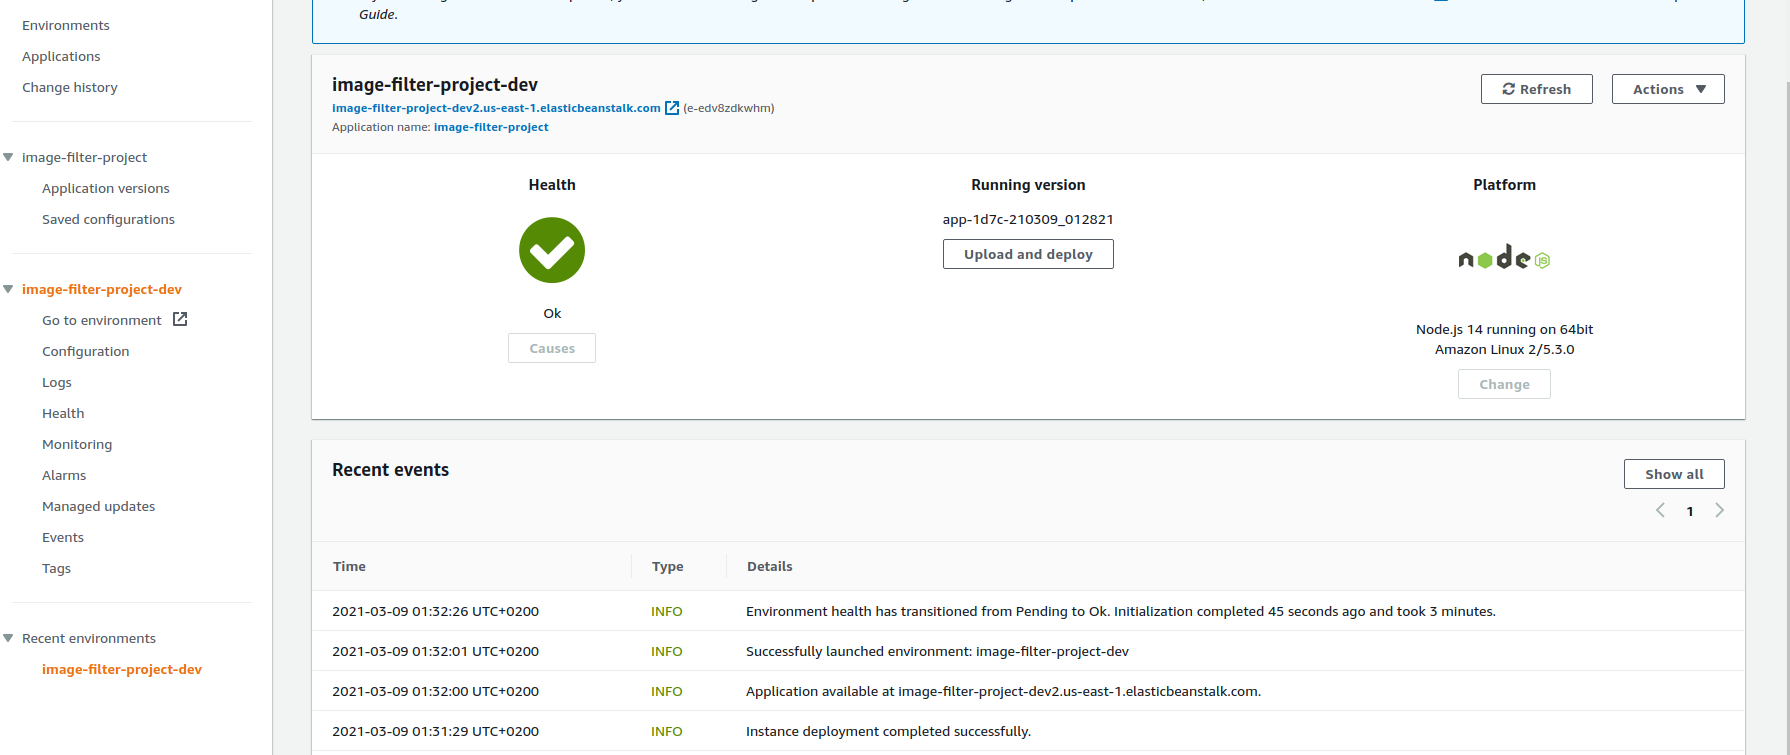 Environments
Applications
Change history
image-filter-project
Application versions
Saved configurations
image-filter-project-dev
Go to environment
Configuration
Logs
Health
Monitoring
Alarms
Managed updates
Events
Tags
Recent environments
image-filter-project-dev
Guide.
image-filter-project-dev
Refresh
Actions
image-filter-project-dev2.us-east-1.elasticbeanstalk.com (e-edv8zdkwhm)
Application name: image-filter-project
Health
Ok
Causes
Running version
app-1d7c-210309_012821
Upload and deploy
Platform
node JS
Node.js 14 running on 64bit
Amazon Linux 2/5.3.0
Change
Recent events
Show all
1
Time Type Details
2021-03-09 01:32:26 UTC+0200 INFO Environment health has transitioned from Pending to Ok. Initialization completed 45 seconds ago and took 3 minutes.
2021-03-09 01:32:01 UTC+0200 INFO Successfully launched environment: image-filter-project-dev
2021-03-09 01:32:00 UTC+0200 INFO Application available at image-filter-project-dev2.us-east-1.elasticbeanstalk.com.
2021-03-09 01:31:29 UTC+0200 INFO Instance deployment completed successfully.